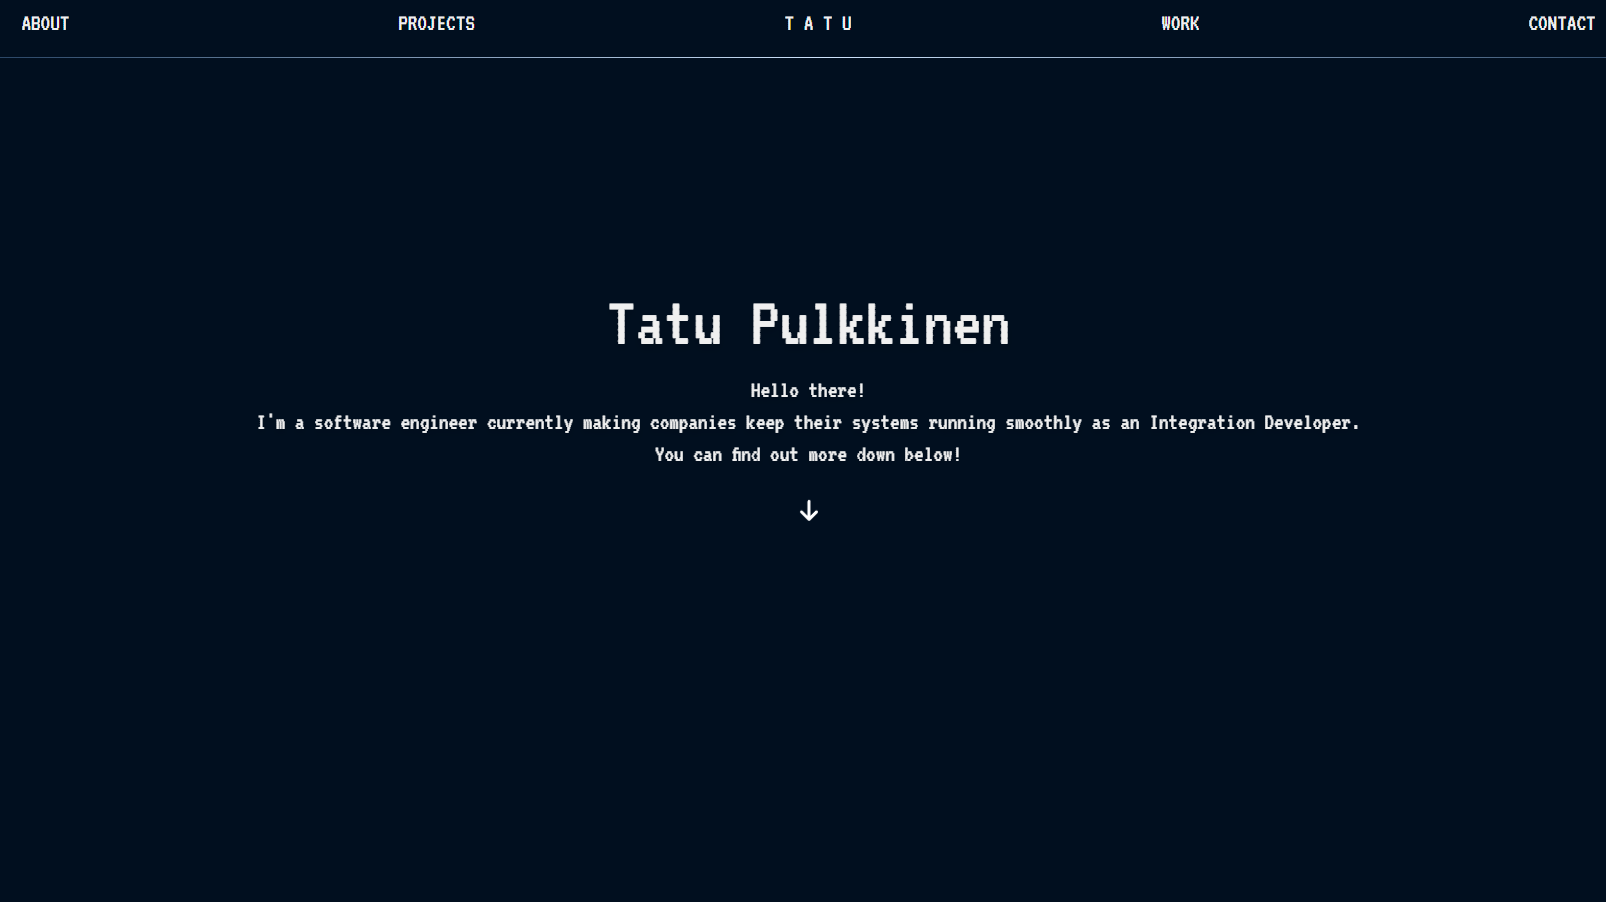 ABOUT PROJECTS T A T U WORK CONTACT
Tatu Pulkkinen
Hello there!
I'm a software engineer currently making companies keep their systems running smoothly as an Integration Developer.
You can find out more down below!